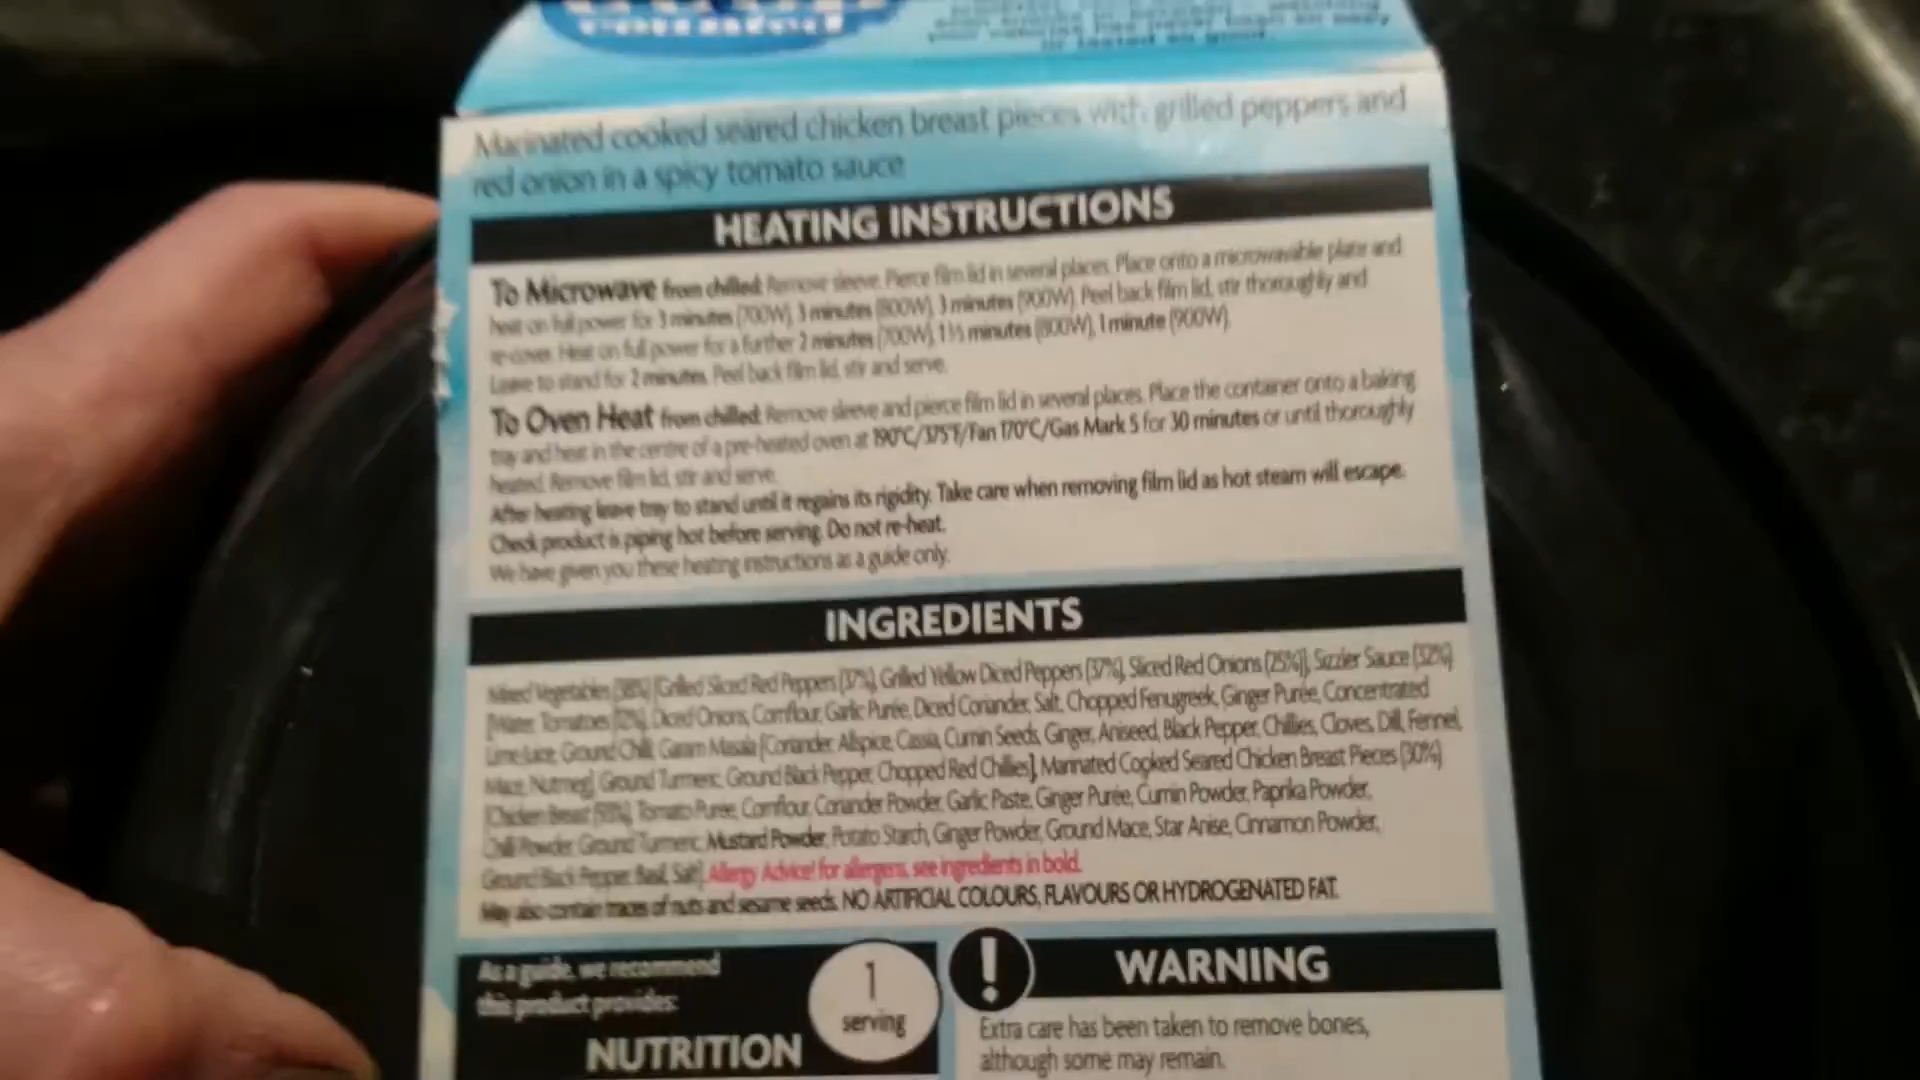 counted
Marinated cooked seared chicken breast pieces with grilled peppers and
red onion in a spicy tomato sauce
HEATING INSTRUCTIONS
To Microwave from chilled: Remove sleeve. Pierce film lid in several places. Place onto a microwavable plate and
heat on full power for 3 minutes (700W), 3 minutes (800W), 3 minutes (900W). Peel back film lid, stir thoroughly and
re-cover. Heat on full power for a further 2 minutes (700W), 1½ minutes (800W), 1 minute (900W).
Leave to stand for 2 minutes. Peel back film lid, stir and serve.
To Oven Heat from chilled: Remove sleeve and pierce film lid in several places. Place the container onto a baking
tray and heat in the centre of a pre-heated oven at 190°C/375°F/Fan 170°C/Gas Mark 5 for 30 minutes or until thoroughly
heated. Remove film lid, stir and serve.
After heating leave tray to stand until it regains its rigidity. Take care when removing film lid as hot steam will escape.
Check product is piping hot before serving. Do not re-heat.
We have given you these heating instructions as a guide only.
INGREDIENTS
Mixed Vegetables (38%) [Grilled Sliced Red Peppers (37%), Grilled Yellow Diced Peppers (37%), Sliced Red Onions (25%)], Sizzler Sauce (32%)
[Water, Tomatoes (12%), Diced Onions, Cornflour, Garlic Purée, Diced Coriander, Salt, Chopped Fenugreek, Ginger Purée, Concentrated
Lime Juice, Ground Chilli, Garam Masala [Coriander, Allspice, Cassia, Cumin Seeds, Ginger, Aniseed, Black Pepper, Chillies, Cloves, Dill, Fennel,
Mace, Nutmeg], Ground Turmeric, Ground Black Pepper, Chopped Red Chillies], Marinated Cooked Seared Chicken Breast Pieces (30%)
[Chicken Breast (93%), Tomato Puree, Cornflour, Coriander Powder, Garlic Paste, Ginger Purée, Cumin Powder, Paprika Powder,
Chilli Powder, Ground Turmeric, Mustard Powder, Potato Starch, Ginger Powder, Ground Mace, Star Anise, Cinnamon Powder,
Ground Black Pepper, Basil, Salt]. Allergy Advice! for allergens, see ingredients in bold.
May also contain traces of nuts and sesame seeds. NO ARTIFICIAL COLOURS, FLAVOURS OR HYDROGENATED FAT.
As a guide, we recommend
this product provides:
1
serving
NUTRITION
!
WARNING
Extra care has been taken to remove bones,
although some may remain.